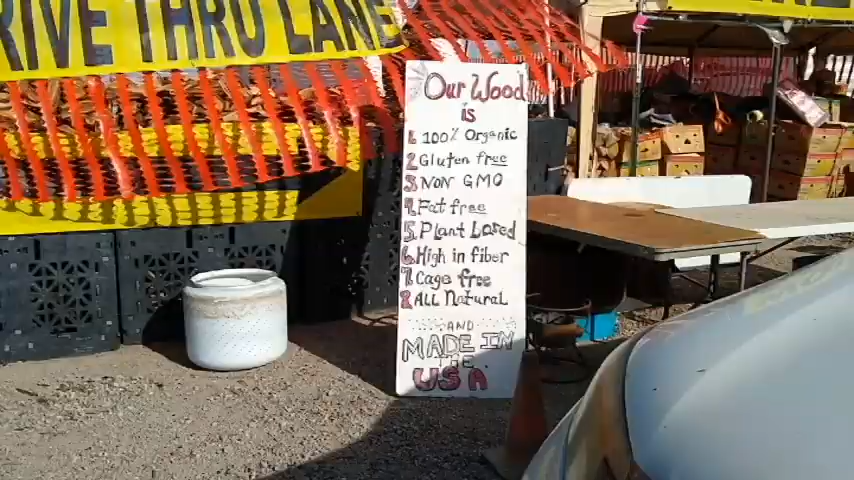 RIVE THRU LANE
Our Wood
is
1. 100% Organic
2. Gluten free
3. NON GMO
4. Fat free
5. Plant Based
6. High in fiber
7. Cage free
8. All Natural
AND
MADE IN
THE
USA